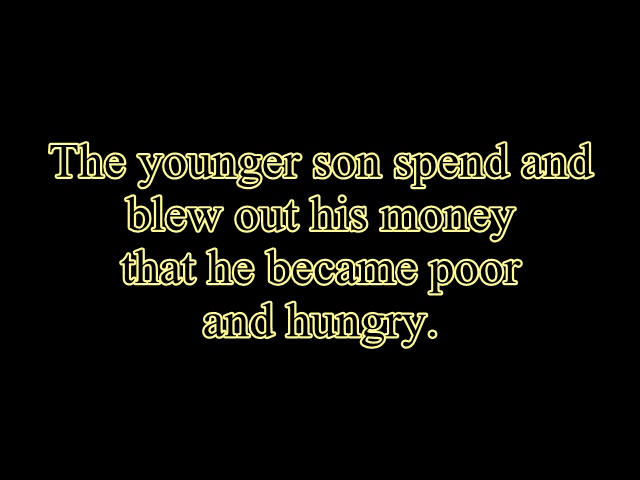 The younger son spend and
blew out his money
that he became poor
and hungry.